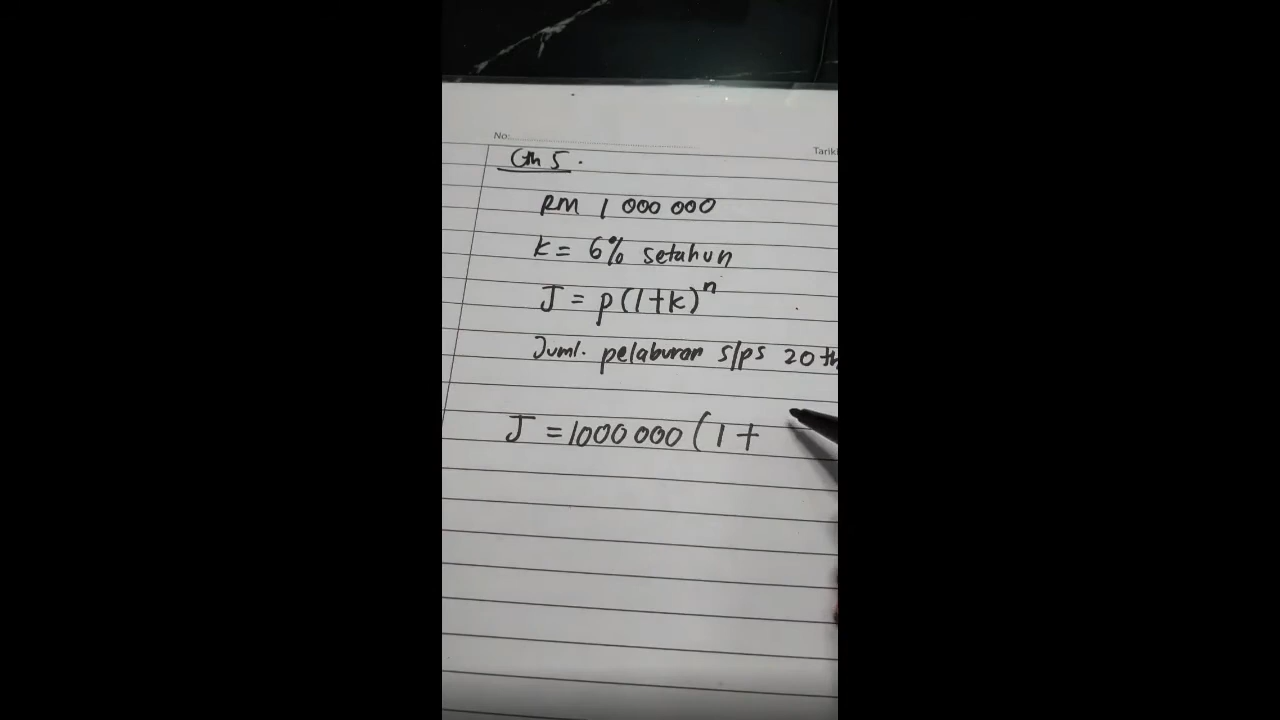 No:
Tarik
Cth 5.
RM 1 000 000
k = 6% setahun
J = p(1+k)ⁿ
Juml. pelaburan s/ps 20 th
J = 1000 000 (1 +